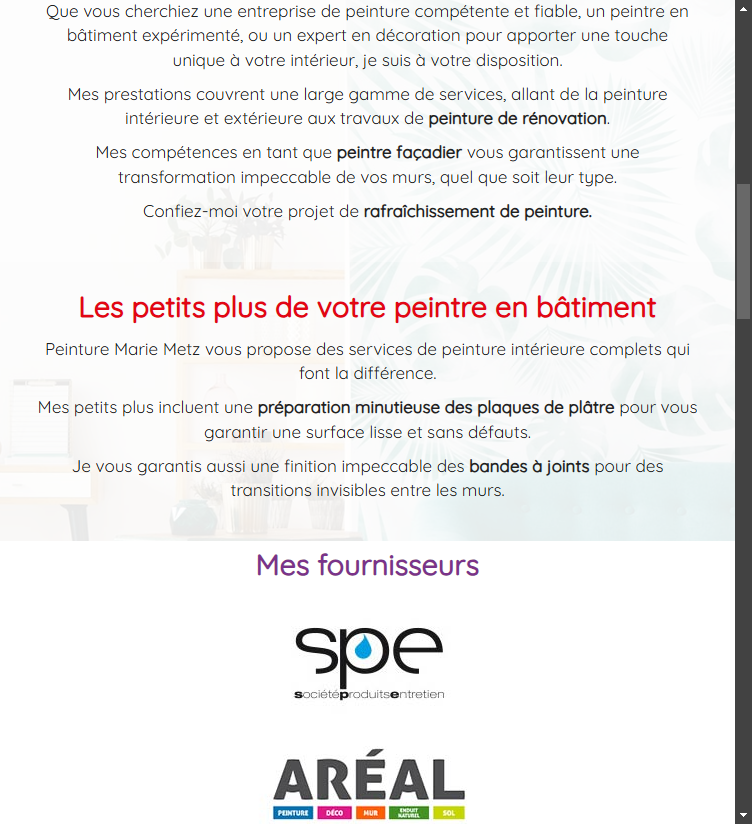 Que vous cherchiez une entreprise de peinture compétente et fiable, un peintre en
bâtiment expérimenté, ou un expert en décoration pour apporter une touche
unique à votre intérieur, je suis à votre disposition.
Mes prestations couvrent une large gamme de services, allant de la peinture
intérieure et extérieure aux travaux de peinture de rénovation.
Mes compétences en tant que peintre façadier vous garantissent une
transformation impeccable de vos murs, quel que soit leur type.
Confiez-moi votre projet de rafraîchissement de peinture.
Les petits plus de votre peintre en bâtiment
Peinture Marie Metz vous propose des services de peinture intérieure complets qui
font la différence.
Mes petits plus incluent une préparation minutieuse des plaques de plâtre pour vous
garantir une surface lisse et sans défauts.
Je vous garantis aussi une finition impeccable des bandes à joints pour des
transitions invisibles entre les murs.
Mes fournisseurs
spe
sociétéproduitsentretien
ARÉAL
PEINTURE DÉCO MUR ENDUIT NATUREL SOL